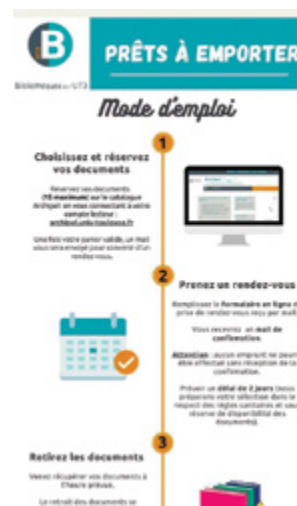 B
PRÊTS À EMPORTER
Bibliothèques de l'UT3
Mode d'emploi
1
Choisissez et réservez
vos documents
Réservez vos documents
(15 maximum) sur le catalogue
Archipel en vous connectant à votre
compte lecteur :
archipel.univ-toulouse.fr
Une fois votre panier validé, un mail
vous sera envoyé pour convenir d'un
rendez-vous.
2
Prenez un rendez-vous
Remplissez le formulaire en ligne de
prise de rendez-vous reçu par mail.
Vous recevrez un mail de
confirmation.
Attention : aucun emprunt ne pourra
être effectué sans réception de la
confirmation.
Prévoir un délai de 2 jours (nous
préparons votre sélection dans le
respect des règles sanitaires et sous
réserve de disponibilité des
documents).
3
Retirez les documents
Venez récupérer vos documents à
l'heure prévue.
Le retrait des documents se